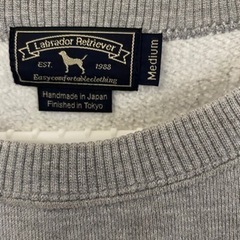 Labrador Retriever
EST. 1988
Easycomfortableclothing
Handmade in Japan
Finished in Tokyo
Medium